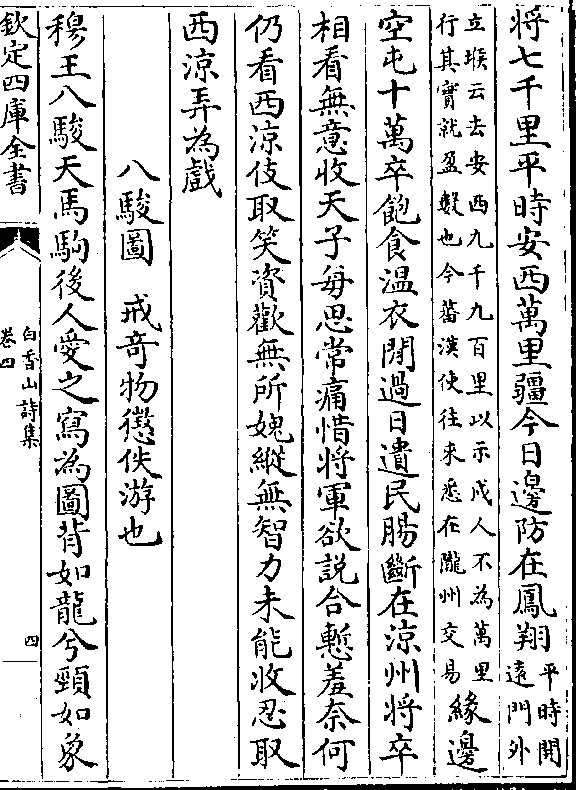 将七千里平時安西萬里疆今日邊防在鳳翔平時開
逺門外
立堠云去安西九千九百里以示戍人不為萬里
行其實就盈數也今蕃漢使往来悉在隴州交易緣邊
空屯十萬卒飽食温衣閒過日遺民腸斷在涼州将卒
相看無意收天子每思常痛惜将軍欲說合慙羞奈何
仍看西涼伎取笑資歡無所媿縱無智力未能收忍取
西涼弄為戲
八駿圖　戒竒物懲佚游也
穆王八駿天馬駒後人愛之寫為圖背如龍兮頸如象
欽定四庫全書
白香山詩集
卷四
四